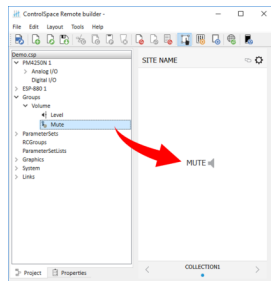 ControlSpace Remote builder -
File Edit Layout Tools Help
Demo.csp
PM4250N 1
Analog I/O
Digital I/O
ESP-880 1
Groups
Volume
Level
Mute
ParameterSets
RCGroups
ParameterSetLists
Graphics
System
Links
Project Properties
SITE NAME
MUTE
COLLECTION1